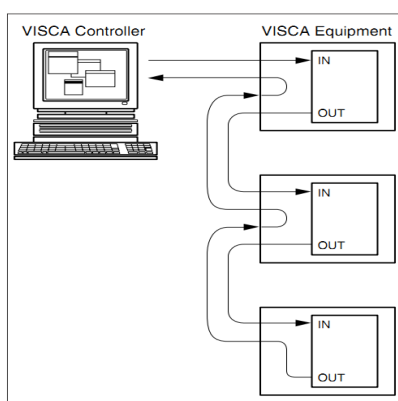 VISCA Controller
VISCA Equipment
IN
OUT
IN
OUT
IN
OUT